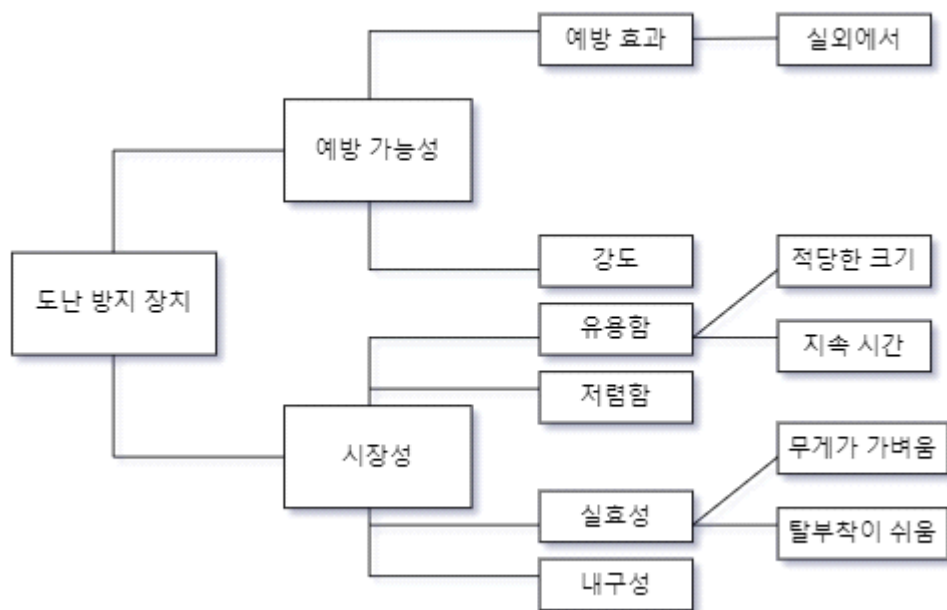 예방 효과
실외에서
예방 가능성
강도
적당한 크기
도난 방지 장치
유용함
지속 시간
저렴함
시장성
무게가 가벼움
실효성
탈부착이 쉬움
내구성